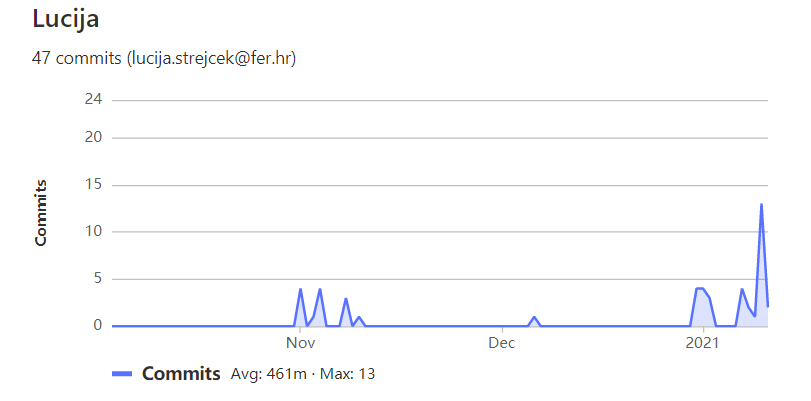 Lucija
47 commits (lucija.strejcek@fer.hr)
24
20
15
10
5
0
Commits
Nov Dec 2021
Commits Avg: 461m · Max: 13